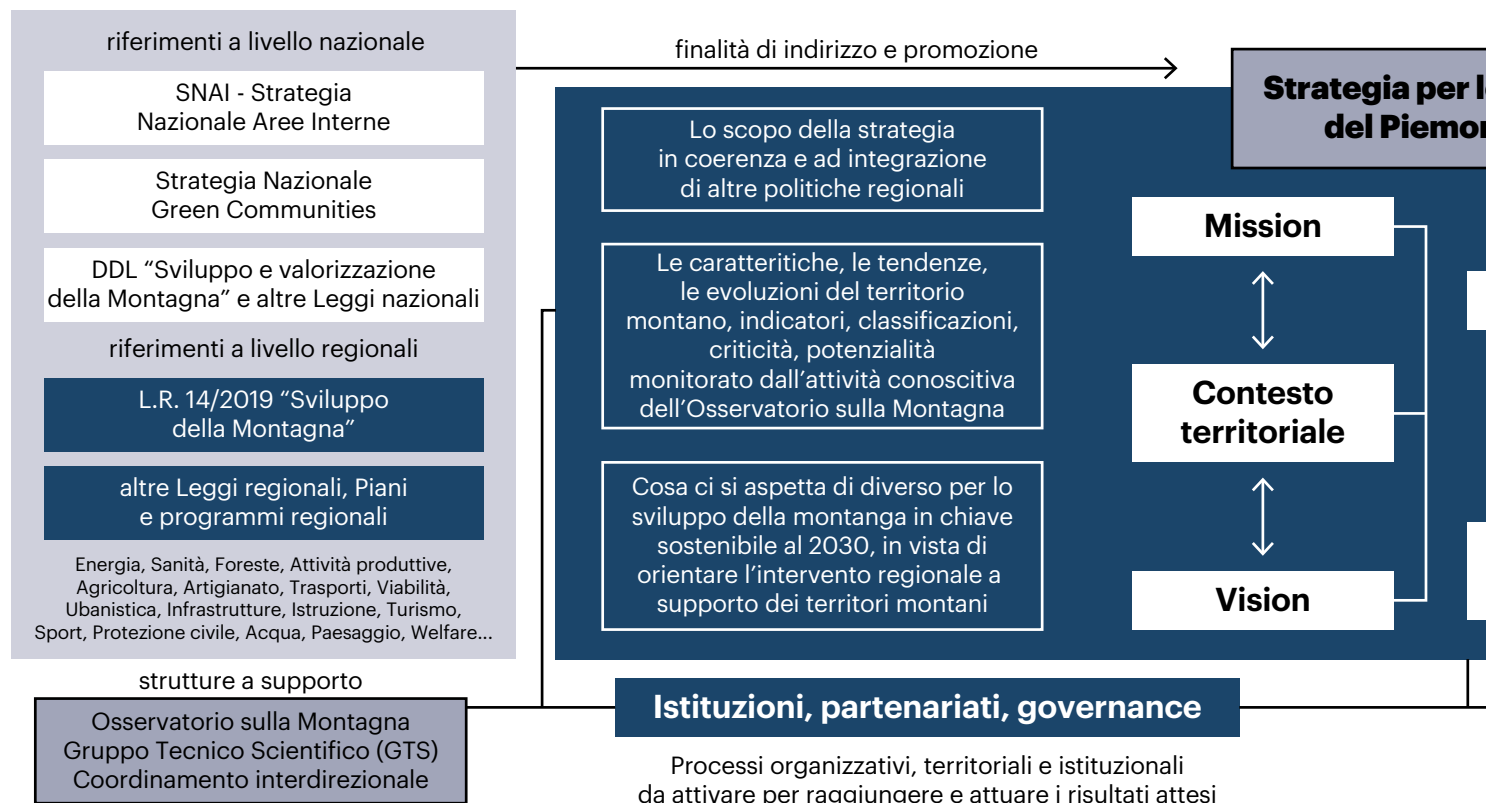 riferimenti a livello nazionale
SNAI - Strategia
Nazionale Aree Interne
Strategia Nazionale
Green Communities
DDL “Sviluppo e valorizzazione
della Montagna” e altre Leggi nazionali
riferimenti a livello regionali
L.R. 14/2019 “Sviluppo
della Montagna”
altre Leggi regionali, Piani
e programmi regionali
Energia, Sanità, Foreste, Attività produttive,
Agricoltura, Artigianato, Trasporti, Viabilità,
Ubanistica, Infrastrutture, Istruzione, Turismo,
Sport, Protezione civile, Acqua, Paesaggio, Welfare...
strutture a supporto
Osservatorio sulla Montagna
Gruppo Tecnico Scientifico (GTS)
Coordinamento interdirezionale
finalità di indirizzo e promozione
Strategia per l
del Piemo
Lo scopo della strategia
in coerenza e ad integrazione
di altre politiche regionali
Le caratteritiche, le tendenze,
le evoluzioni del territorio
montano, indicatori, classificazioni,
criticità, potenzialità
monitorato dall’attività conoscitiva
dell’Osservatorio sulla Montagna
Cosa ci si aspetta di diverso per lo
sviluppo della montanga in chiave
sostenibile al 2030, in vista di
orientare l’intervento regionale a
supporto dei territori montani
Mission
Contesto
territoriale
Vision
Istituzioni, partenariati, governance
Processi organizzativi, territoriali e istituzionali
da attivare per raggiungere e attuare i risultati attesi